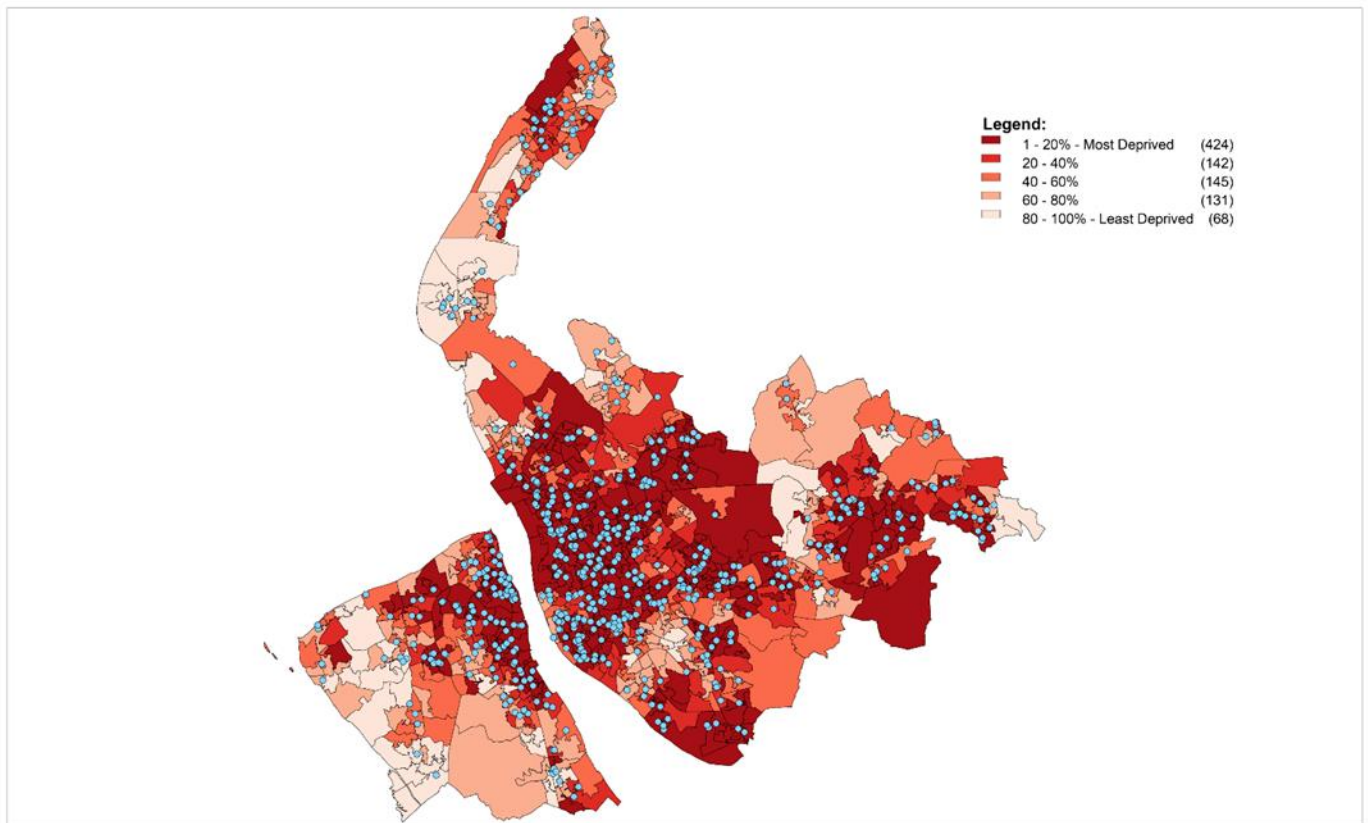 Legend:
1 - 20% - Most Deprived (424)
20 - 40% (142)
40 - 60% (145)
60 - 80% (131)
80 - 100% - Least Deprived (68)